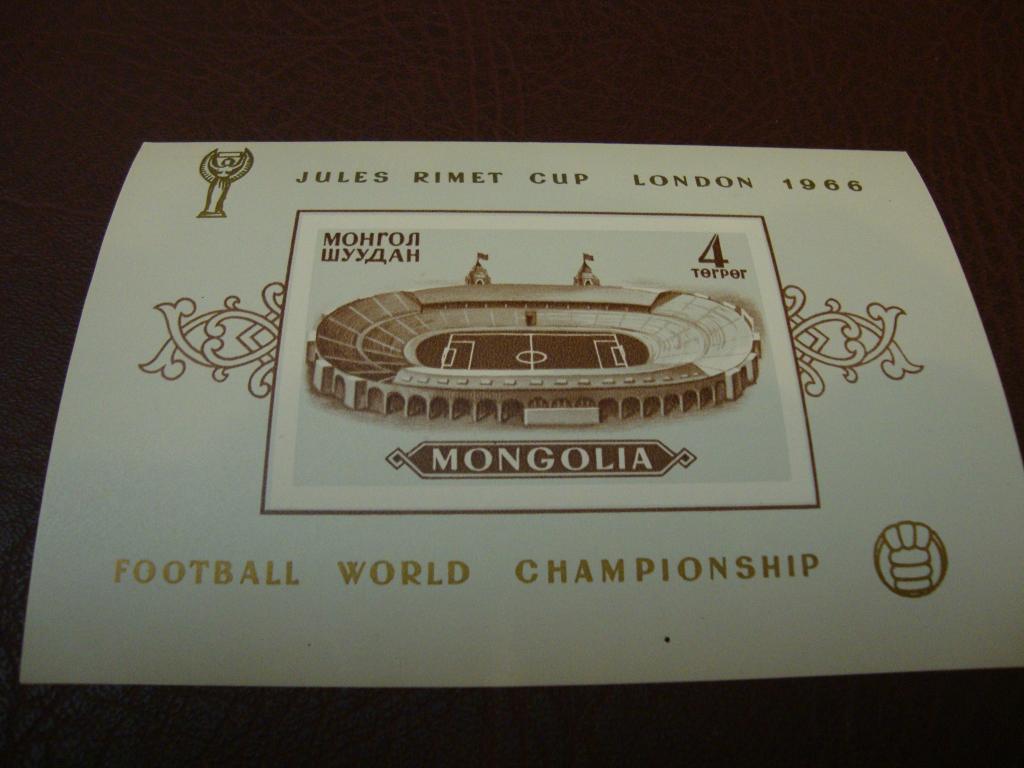 JULES RIMET CUP LONDON 1966
МОНГОЛ
ШУУДАН
4
ТӨГРӨГ
MONGOLIA
FOOTBALL WORLD CHAMPIONSHIP